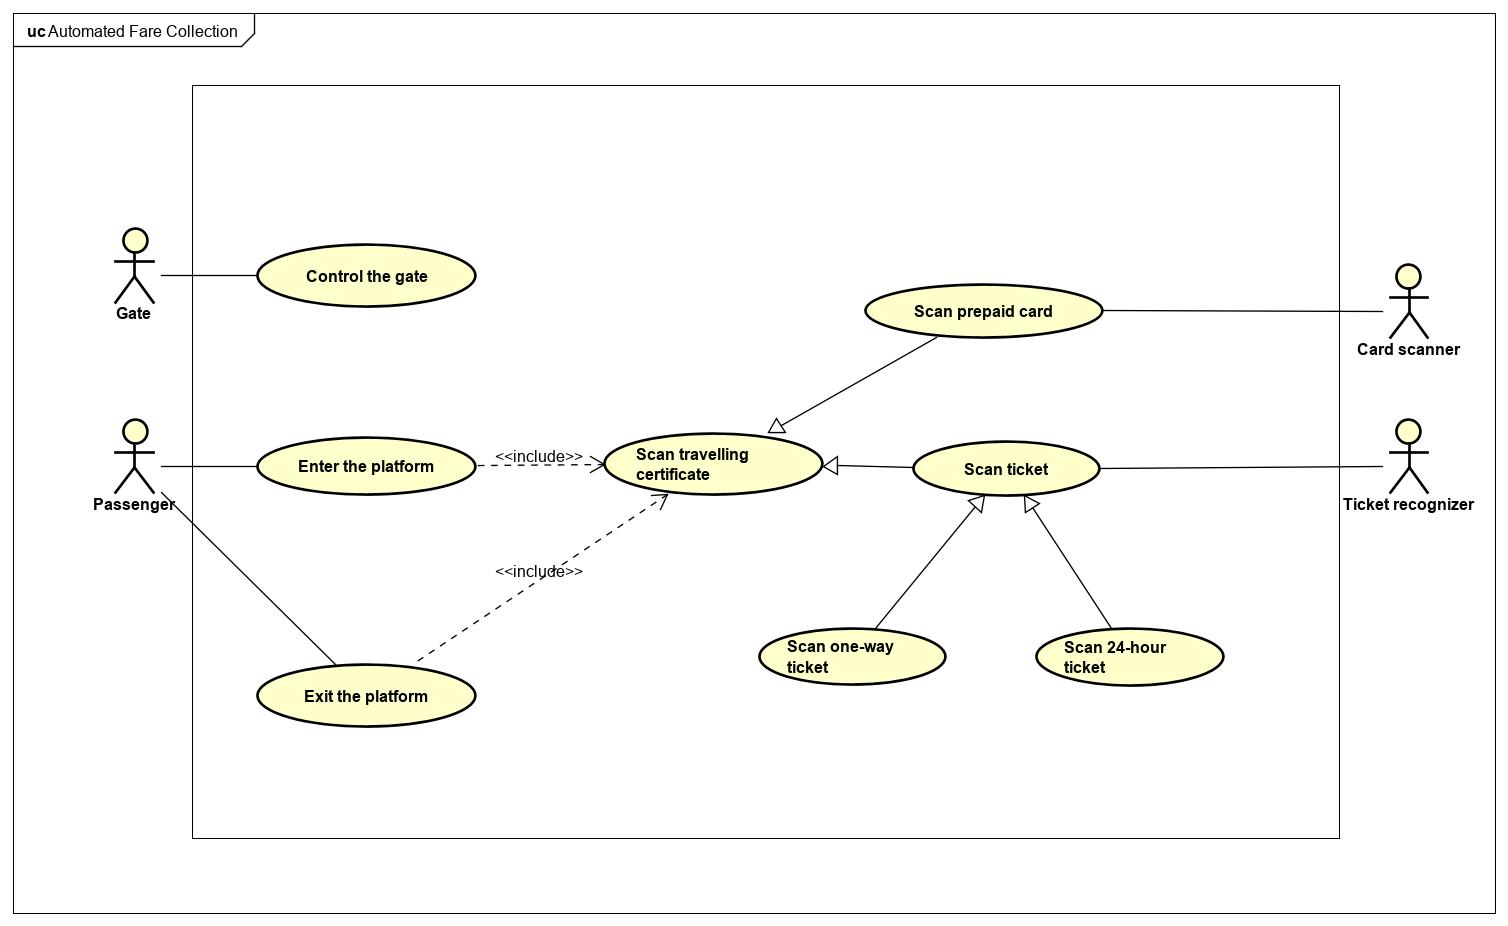 uc Automated Fare Collection
Control the gate
Gate
Scan prepaid card
Card scanner
Enter the platform
<<include>>
Scan travelling
certificate
Scan ticket
Passenger
Ticket recognizer
<<include>>
Scan one-way
ticket
Scan 24-hour
ticket
Exit the platform